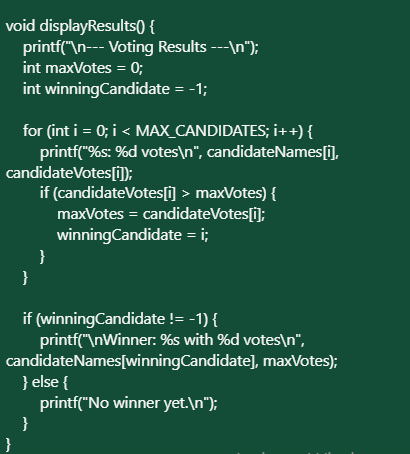 void displayResults() {
printf("\n--- Voting Results ---\n");
int maxVotes = 0;
int winningCandidate = -1;
for (int i = 0; i < MAX_CANDIDATES; i++) {
printf("%s: %d votes\n", candidateNames[i],
candidateVotes[i]);
if (candidateVotes[i] > maxVotes) {
maxVotes = candidateVotes[i];
winningCandidate = i;
}
}
if (winningCandidate != -1) {
printf("\nWinner: %s with %d votes\n",
candidateNames[winningCandidate], maxVotes);
} else {
printf("No winner yet.\n");
}
}